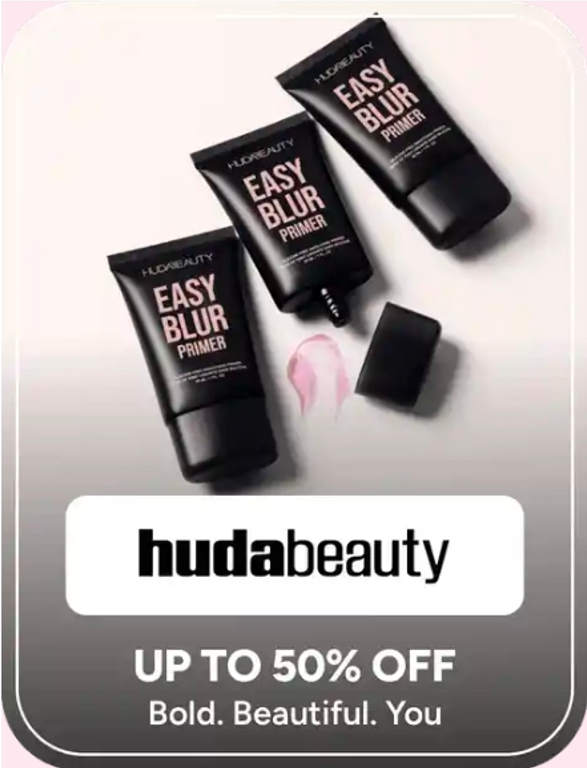 HUDABEAUTY
EASY
BLUR
PRIMER
HUDABEAUTY
EASY
BLUR
PRIMER
HUDABEAUTY
EASY
BLUR
PRIMER
hudabeauty
UP TO 50% OFF
Bold. Beautiful. You